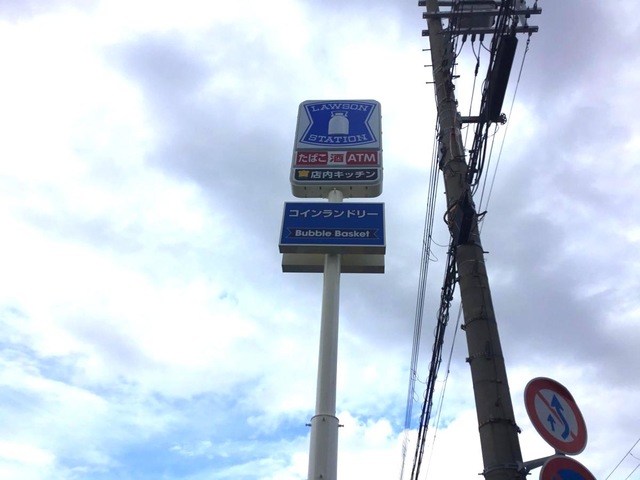 LAWSON
STATION
たばこ 酒 ATM
店内キッチン
コインランドリー
Bubble Basket